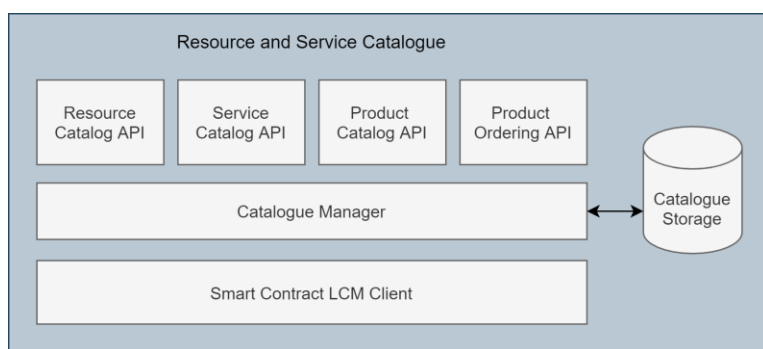 Resource and Service Catalogue
Resource
Catalog API
Service
Catalog API
Product
Catalog API
Product
Ordering API
Catalogue Manager
Catalogue
Storage
Smart Contract LCM Client